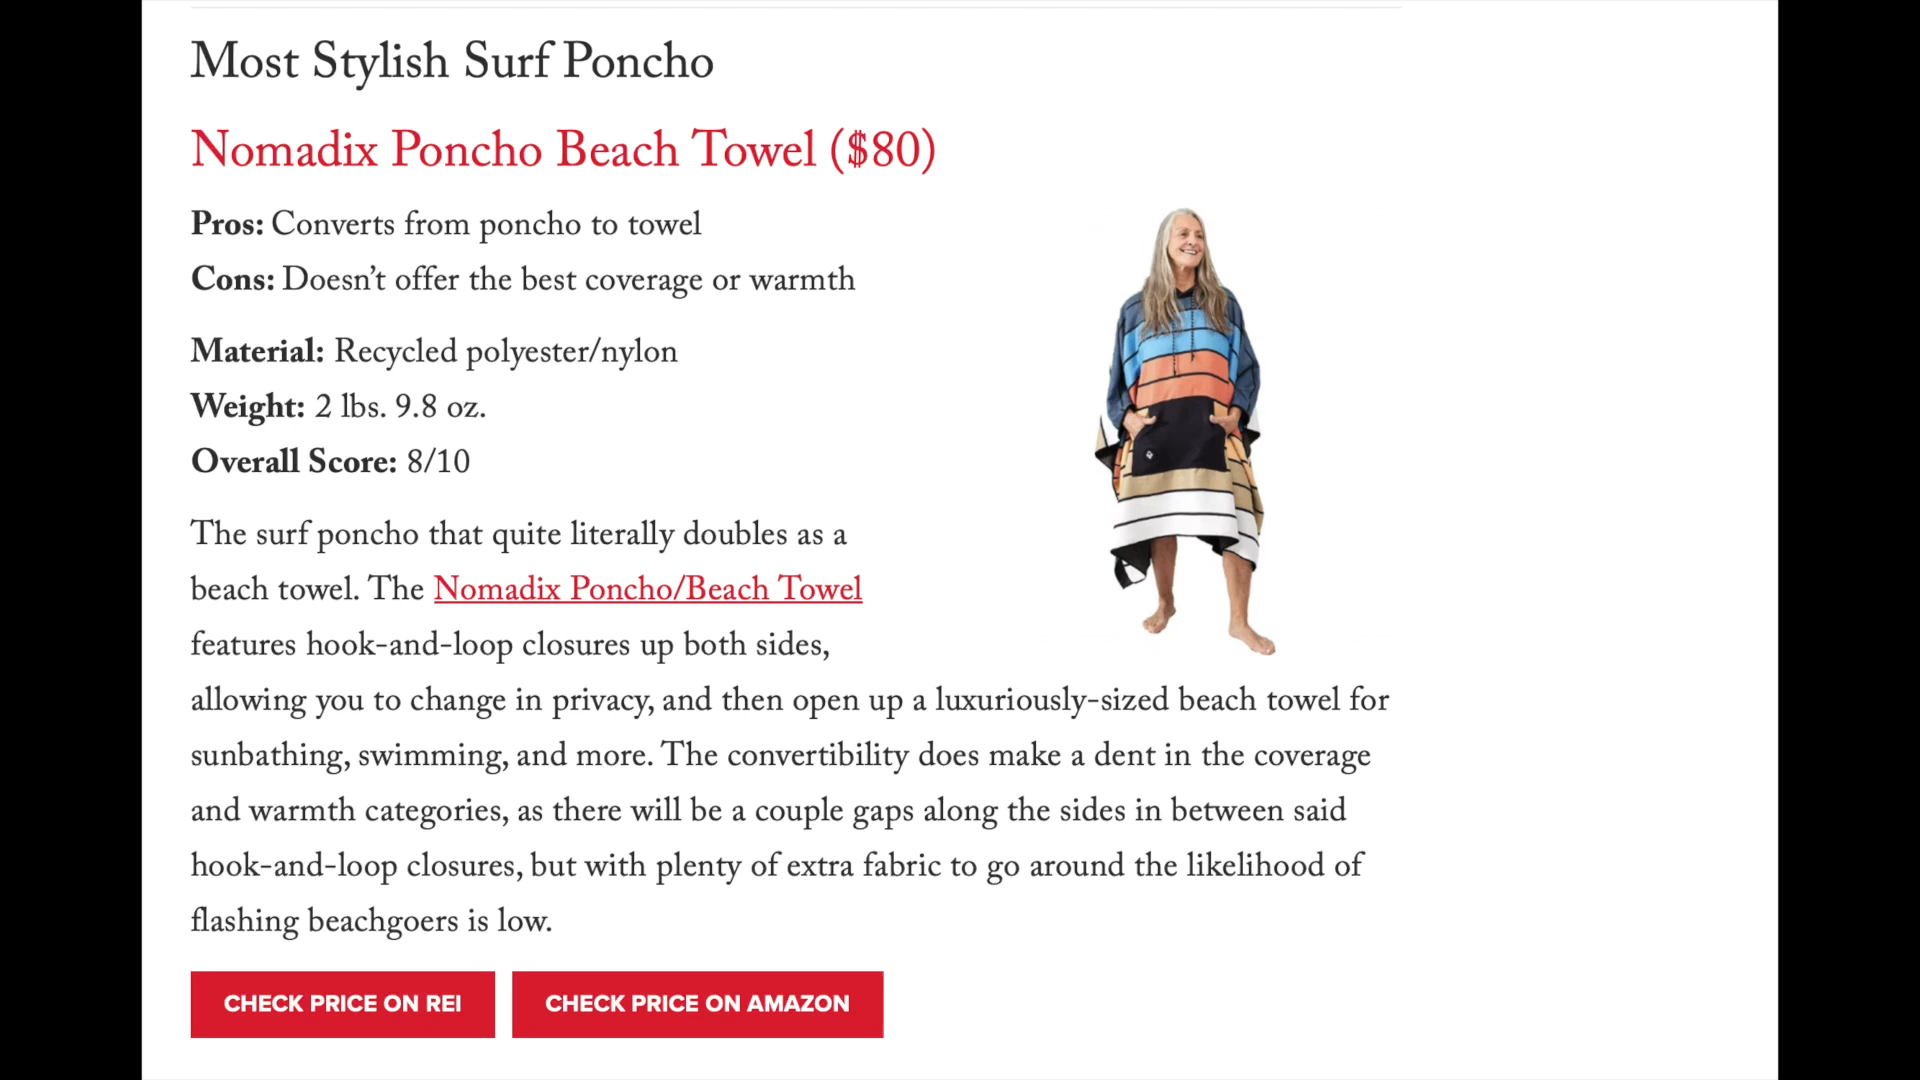 Most Stylish Surf Poncho
Nomadix Poncho Beach Towel ($80)
Pros: Converts from poncho to towel
Cons: Doesn’t offer the best coverage or warmth
Material: Recycled polyester/nylon
Weight: 2 lbs. 9.8 oz.
Overall Score: 8/10
The surf poncho that quite literally doubles as a
beach towel. The Nomadix Poncho/Beach Towel
features hook-and-loop closures up both sides,
allowing you to change in privacy, and then open up a luxuriously-sized beach towel for
sunbathing, swimming, and more. The convertibility does make a dent in the coverage
and warmth categories, as there will be a couple gaps along the sides in between said
hook-and-loop closures, but with plenty of extra fabric to go around the likelihood of
flashing beachgoers is low.
CHECK PRICE ON REI
CHECK PRICE ON AMAZON